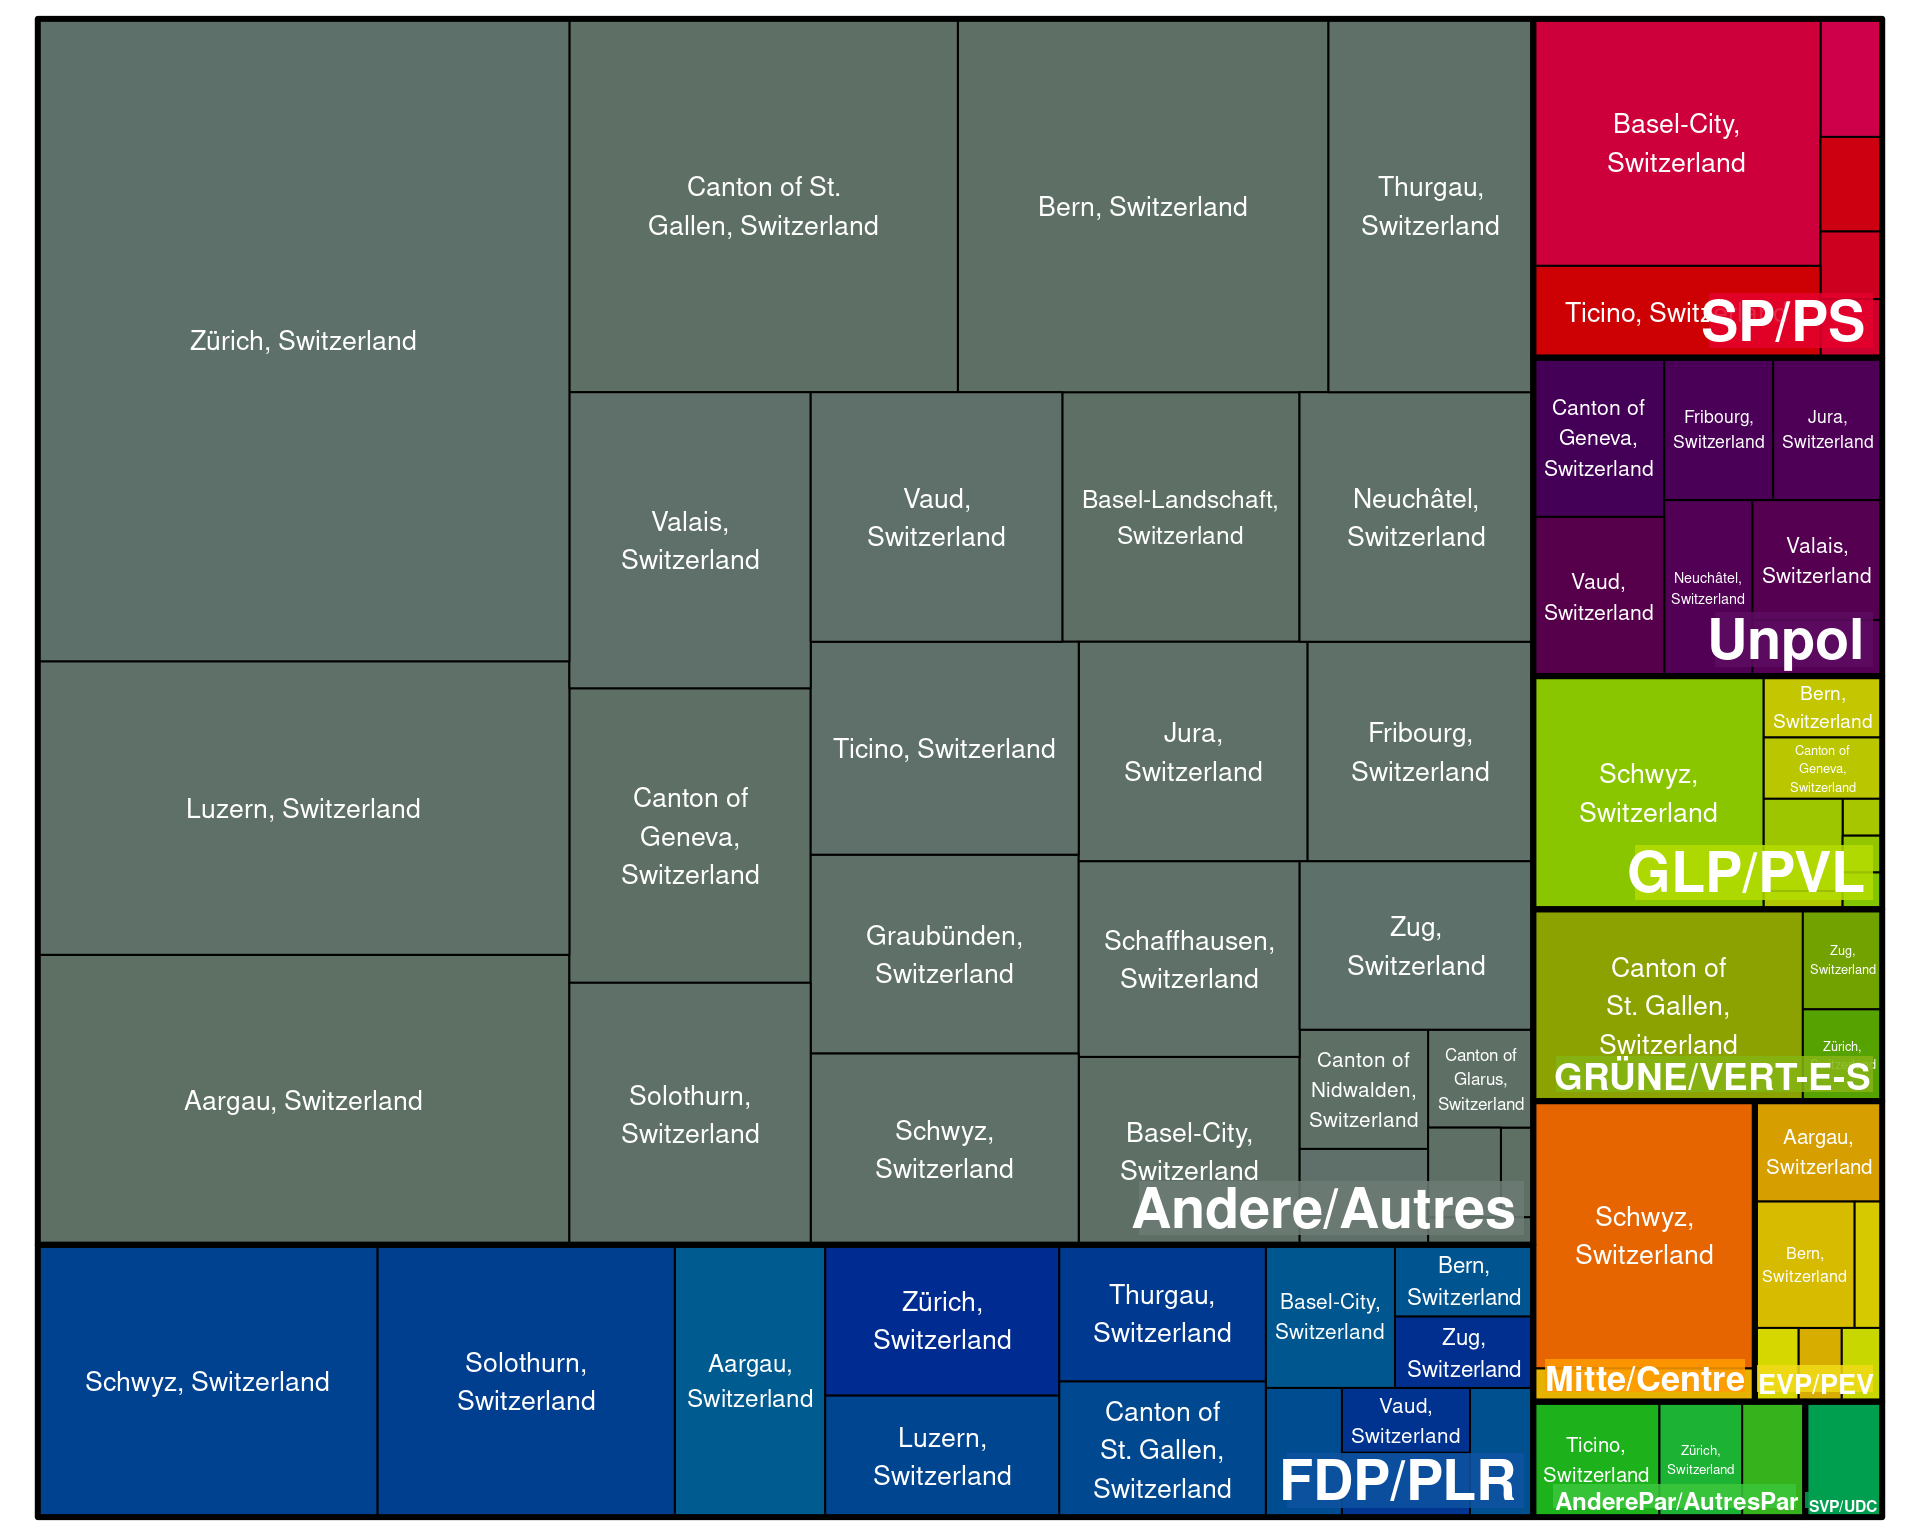 Zürich, Switzerland
Luzern, Switzerland
Aargau, Switzerland
Canton of St.
Gallen, Switzerland
Bern, Switzerland
Thurgau,
Switzerland
Valais,
Switzerland
Vaud,
Switzerland
Basel-Landschaft,
Switzerland
Neuchâtel,
Switzerland
Canton of
Geneva,
Switzerland
Ticino, Switzerland
Jura,
Switzerland
Fribourg,
Switzerland
Graubünden,
Switzerland
Schaffhausen,
Switzerland
Zug,
Switzerland
Solothurn,
Switzerland
Schwyz,
Switzerland
Basel-City,
Switzerland
Canton of
Nidwalden,
Switzerland
Canton of
Glarus,
Switzerland
Andere/Autres
Schwyz, Switzerland
Solothurn,
Switzerland
Aargau,
Switzerland
Zürich,
Switzerland
Luzern,
Switzerland
Thurgau,
Switzerland
Canton of
St. Gallen,
Switzerland
Basel-City,
Switzerland
Bern,
Switzerland
Zug,
Switzerland
Vaud,
Switzerland
FDP/PLR
Basel-City,
Switzerland
Ticino, Switzerland
SP/PS
Canton of
Geneva,
Switzerland
Fribourg,
Switzerland
Jura,
Switzerland
Vaud,
Switzerland
Neuchâtel,
Switzerland
Valais,
Switzerland
Unpol
Schwyz,
Switzerland
Bern,
Switzerland
Canton of
Geneva,
Switzerland
GLP/PVL
Canton of
St. Gallen,
Switzerland
Zug,
Switzerland
Zürich,
Switzerland
GRÜNE/VERT-E-S
Schwyz,
Switzerland
Mitte/Centre
Aargau,
Switzerland
Bern,
Switzerland
EVP/PEV
Ticino,
Switzerland
Zürich,
Switzerland
AnderePar/AutresPar
SVP/UDC